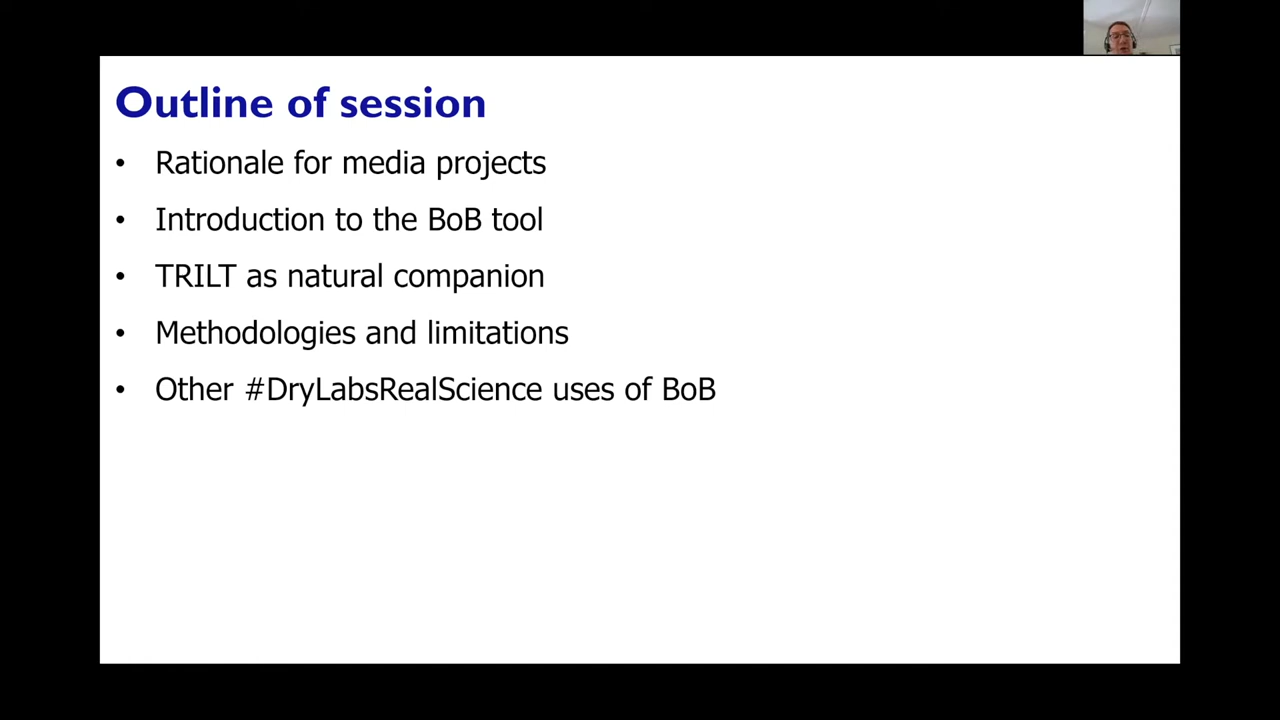 Outline of session
• Rationale for media projects
• Introduction to the BoB tool
• TRILT as natural companion
• Methodologies and limitations
• Other #DryLabsRealScience uses of BoB